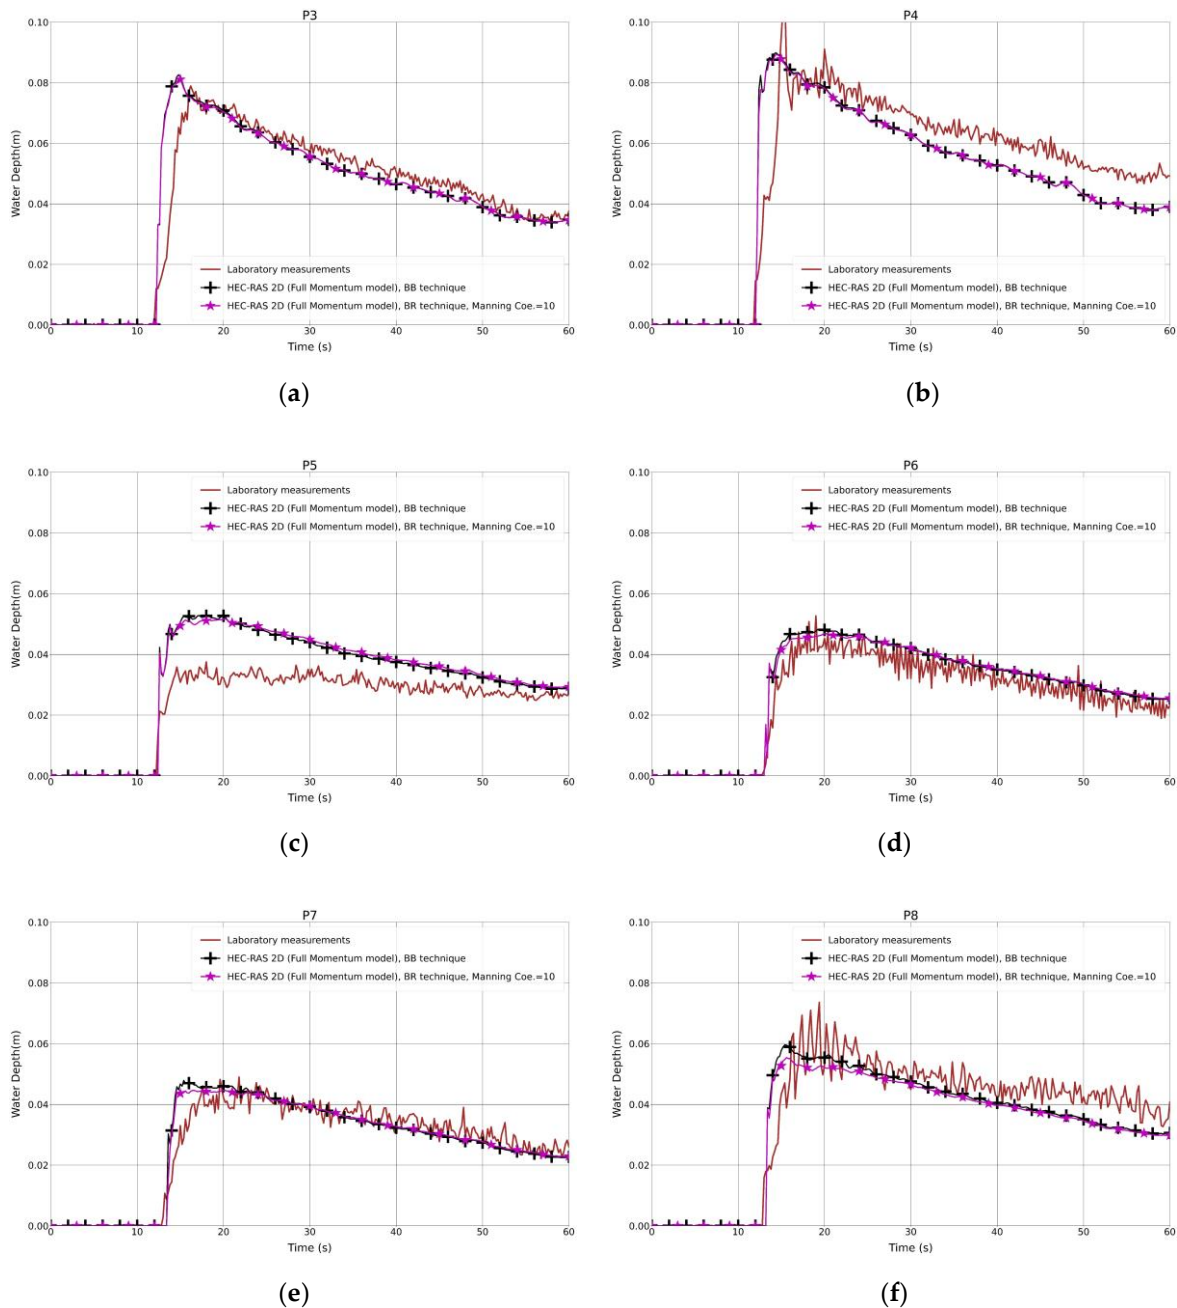 P3
0.10
0.08
0.06
0.04
0.02
0.00
Water Depth(m)
Laboratory measurements
HEC-RAS 2D (Full Momentum model), BB technique
HEC-RAS 2D (Full Momentum model), BR technique, Manning Coe.=10
0 10 20 30 40 50 60
Time (s)
(a)
P4
0.10
0.08
0.06
0.04
0.02
0.00
Water Depth(m)
Laboratory measurements
HEC-RAS 2D (Full Momentum model), BB technique
HEC-RAS 2D (Full Momentum model), BR technique, Manning Coe.=10
0 10 20 30 40 50 60
Time (s)
(b)
P5
0.10
0.08
0.06
0.04
0.02
0.00
Water Depth(m)
Laboratory measurements
HEC-RAS 2D (Full Momentum model), BB technique
HEC-RAS 2D (Full Momentum model), BR technique, Manning Coe.=10
0 10 20 30 40 50 60
Time (s)
(c)
P6
0.10
0.08
0.06
0.04
0.02
0.00
Water Depth(m)
Laboratory measurements
HEC-RAS 2D (Full Momentum model), BB technique
HEC-RAS 2D (Full Momentum model), BR technique, Manning Coe.=10
0 10 20 30 40 50 60
Time (s)
(d)
P7
0.10
0.08
0.06
0.04
0.02
0.00
Water Depth(m)
Laboratory measurements
HEC-RAS 2D (Full Momentum model), BB technique
HEC-RAS 2D (Full Momentum model), BR technique, Manning Coe.=10
0 10 20 30 40 50 60
Time (s)
(e)
P8
0.10
0.08
0.06
0.04
0.02
0.00
Water Depth(m)
Laboratory measurements
HEC-RAS 2D (Full Momentum model), BB technique
HEC-RAS 2D (Full Momentum model), BR technique, Manning Coe.=10
0 10 20 30 40 50 60
Time (s)
(f)